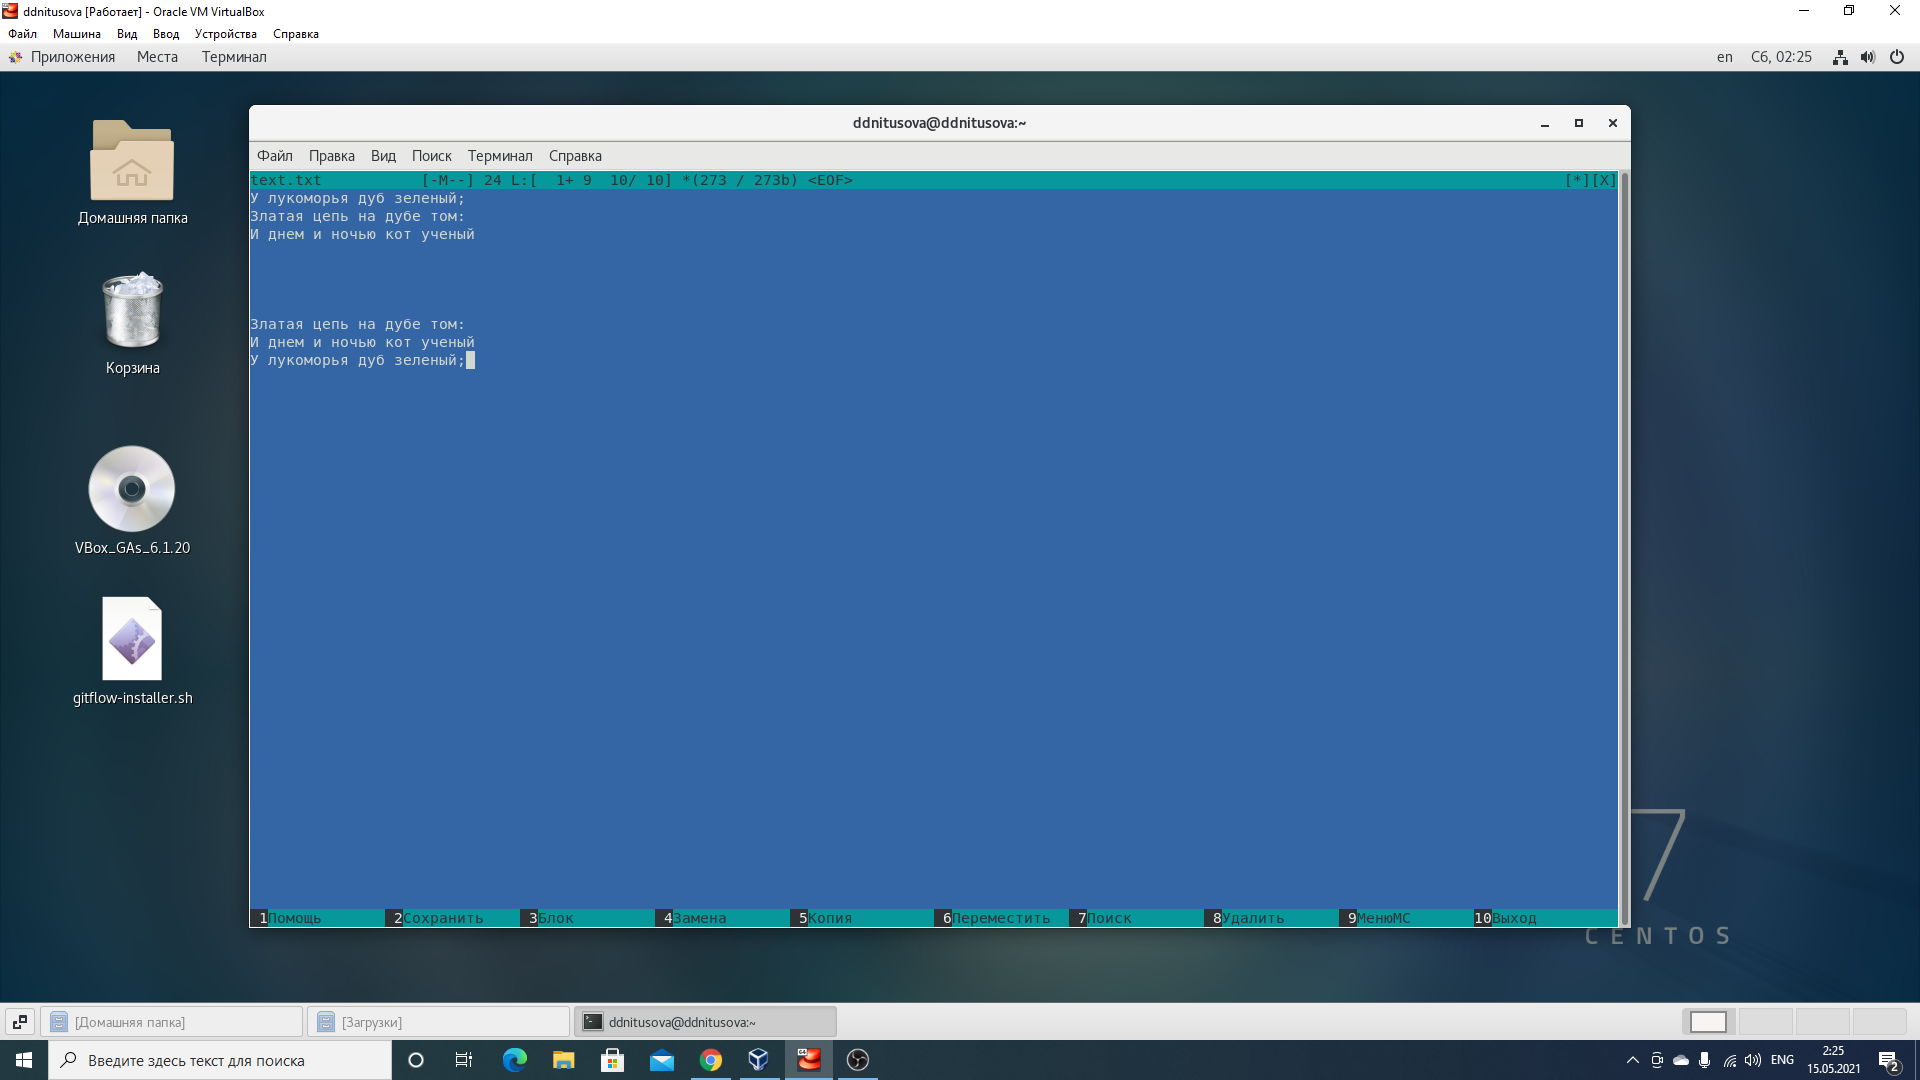 ddnitusova [Работает] - Oracle VM VirtualBox
Файл Машина Вид Ввод Устройства Справка
Приложения Места Терминал en Сб, 02:25
ddnitusova@ddnitusova:~
Файл Правка Вид Поиск Терминал Справка
text.txt [-M--] 24 L:[ 1+ 9 10/ 10] *(273 / 273b) <EOF> [*][X]
У лукоморья дуб зеленый;
Златая цепь на дубе том:
И днем и ночью кот ученый
Златая цепь на дубе том:
И днем и ночью кот ученый
У лукоморья дуб зеленый;
1Помощь 2Сохранить 3Блок 4Замена 5Копия 6Переместить 7Поиск 8Удалить 9МенюMC 10Выход
Домашняя папка
Корзина
VBox_GAs_6.1.20
gitflow-installer.sh
7
CENTOS
[Домашняя папка] [Загрузки] ddnitusova@ddnitusova:~
Введите здесь текст для поиска
ENG
2:25
15.05.2021
2